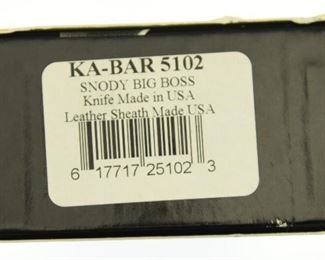 KA-BAR 5102
SNODY BIG BOSS
Knife Made in USA
Leather Sheath Made USA
6 17717 25102 3